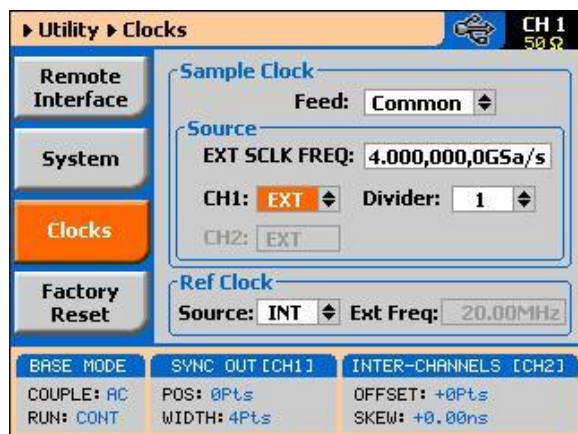 Utility Clocks
CH 1
50 Ω
Remote Interface
System
Clocks
Factory Reset
Sample Clock
Feed: Common
Source
EXT SCLK FREQ: 4.000,000,0GSa/s
CH1: EXT Divider: 1
CH2: EXT
Ref Clock
Source: INT Ext Freq: 20.00MHz
BASE MODE
COUPLE: AC
RUN: CONT
SYNC OUT [CH1]
POS: 0Pts
WIDTH: 4Pts
INTER-CHANNELS [CH2]
OFFSET: +0Pts
SKEW: +0.00ns